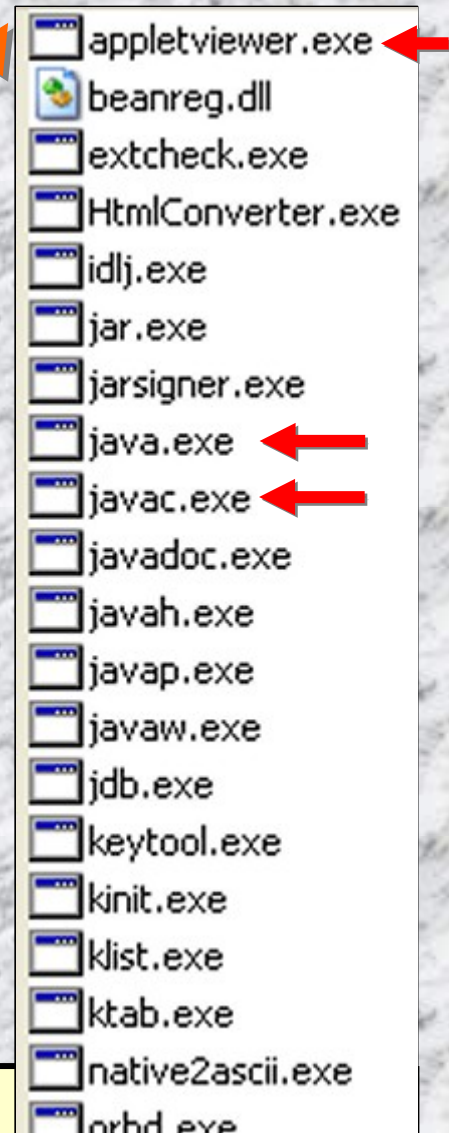 appletviewer.exe
beanreg.dll
extcheck.exe
HtmlConverter.exe
idlj.exe
jar.exe
jarsigner.exe
java.exe
javac.exe
javadoc.exe
javah.exe
javap.exe
javaw.exe
jdb.exe
keytool.exe
kinit.exe
klist.exe
ktab.exe
native2ascii.exe
orbd.exe